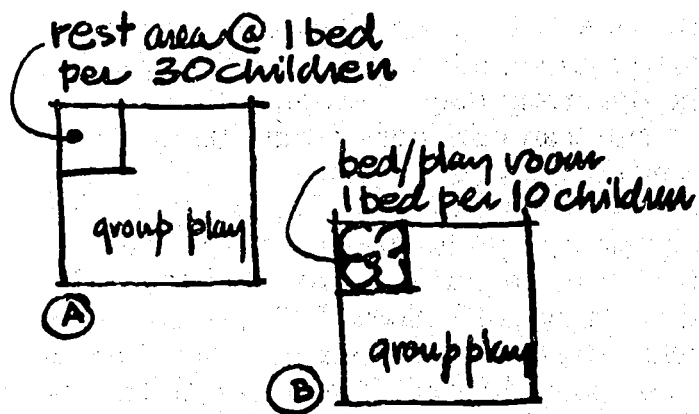 rest area @ 1 bed
per 30 children
group play
A
bed/play room
1 bed per 10 children
group play
B